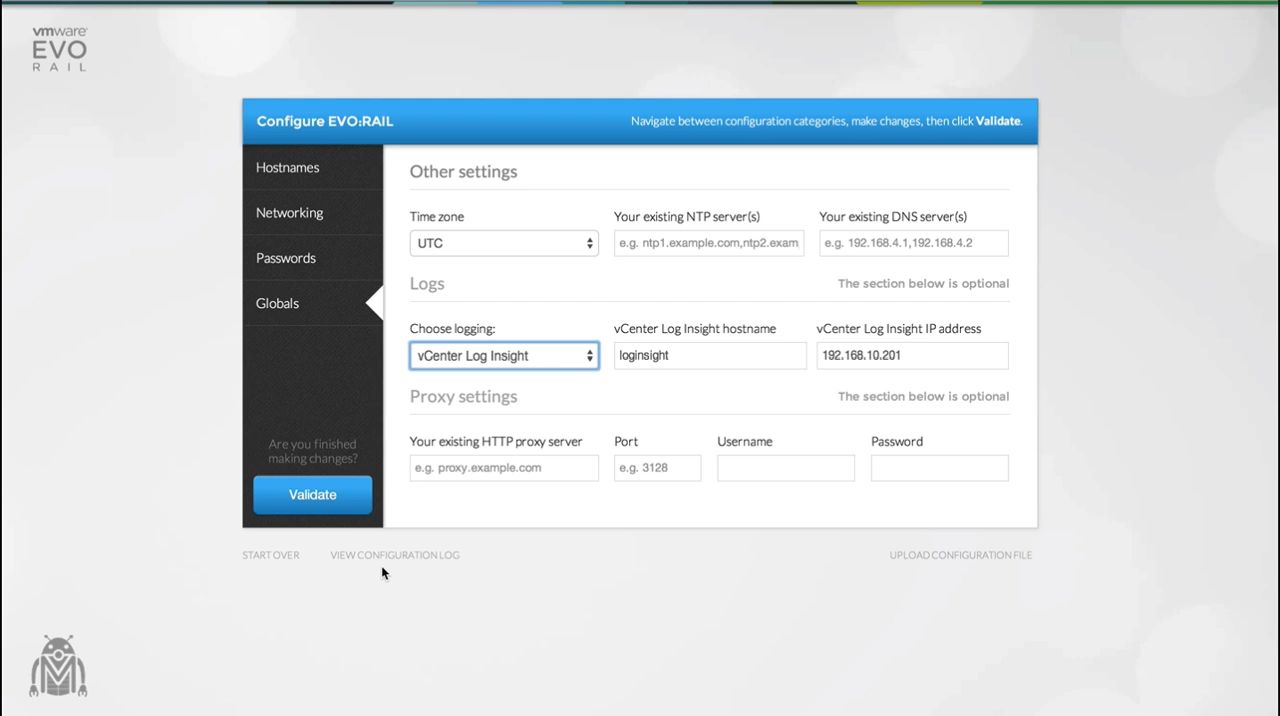 vmware
EVO
RAIL
Configure EVO:RAIL
Navigate between configuration categories, make changes, then click Validate.
Hostnames
Networking
Passwords
Globals
Are you finished
making changes?
Validate
Other settings
Time zone
Your existing NTP server(s)
Your existing DNS server(s)
UTC
e.g. ntp1.example.com,ntp2.exam
e.g. 192.168.4.1,192.168.4.2
Logs
The section below is optional
Choose logging:
vCenter Log Insight hostname
vCenter Log Insight IP address
vCenter Log Insight
loginsight
192.168.10.201
Proxy settings
The section below is optional
Your existing HTTP proxy server
Port
Username
Password
e.g. proxy.example.com
e.g. 3128
START OVER
VIEW CONFIGURATION LOG
UPLOAD CONFIGURATION FILE